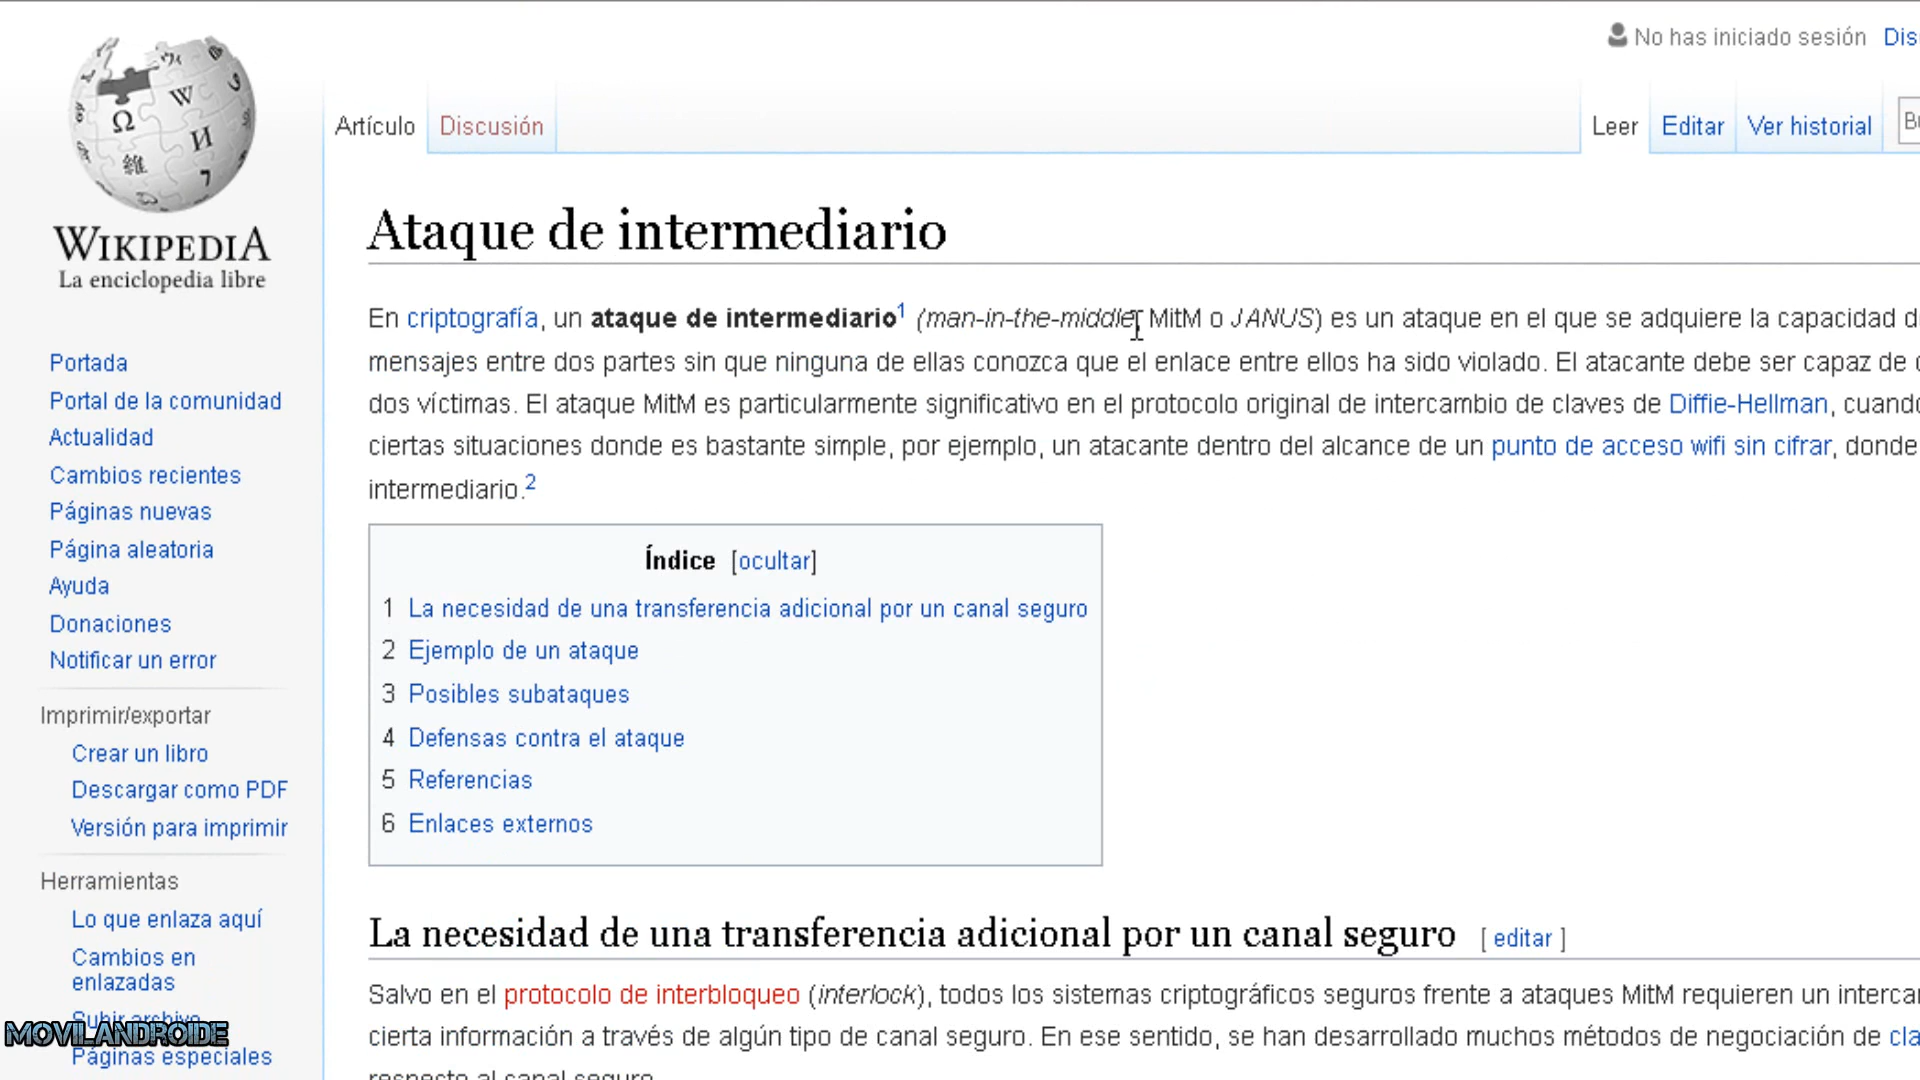 No has iniciado sesión
Artículo
Discusión
Leer
Editar
Ver historial
WIKIPEDIA
La enciclopedia libre
Ataque de intermediario
En criptografía, un ataque de intermediario1 (man-in-the-middle, MitM o JANUS) es un ataque en el que se adquiere la capacidad
mensajes entre dos partes sin que ninguna de ellas conozca que el enlace entre ellos ha sido violado. El atacante debe ser capaz de
dos víctimas. El ataque MitM es particularmente significativo en el protocolo original de intercambio de claves de Diffie-Hellman,
ciertas situaciones donde es bastante simple, por ejemplo, un atacante dentro del alcance de un punto de acceso wifi sin cifrar, donde
intermediario.2
Portada
Portal de la comunidad
Actualidad
Cambios recientes
Páginas nuevas
Página aleatoria
Ayuda
Donaciones
Notificar un error
Imprimir/exportar
Crear un libro
Descargar como PDF
Versión para imprimir
Herramientas
Lo que enlaza aquí
Cambios en
enlazadas
Subir archivo
Páginas especiales
MOVILANDROIDE
Índice [ocultar]
1 La necesidad de una transferencia adicional por un canal seguro
2 Ejemplo de un ataque
3 Posibles subataques
4 Defensas contra el ataque
5 Referencias
6 Enlaces externos
La necesidad de una transferencia adicional por un canal seguro [ editar ]
Salvo en el protocolo de interbloqueo (interlock), todos los sistemas criptográficos seguros frente a ataques MitM requieren un
cierta información a través de algún tipo de canal seguro. En ese sentido, se han desarrollado muchos métodos de negociación de
respecto al canal seguro.